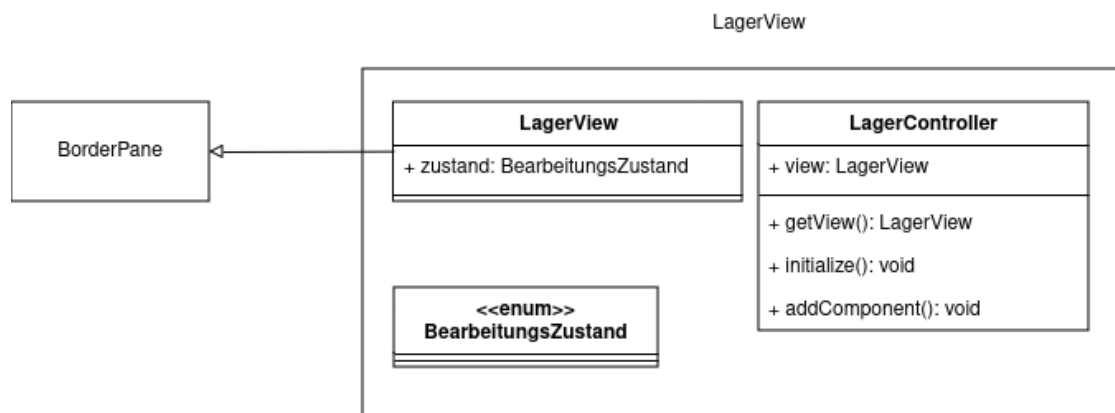 LagerView
BorderPane
LagerView
+ zustand: BearbeitungsZustand
LagerController
+ view: LagerView
+ getView(): LagerView
+ initialize(): void
+ addComponent(): void
<<enum>>
BearbeitungsZustand